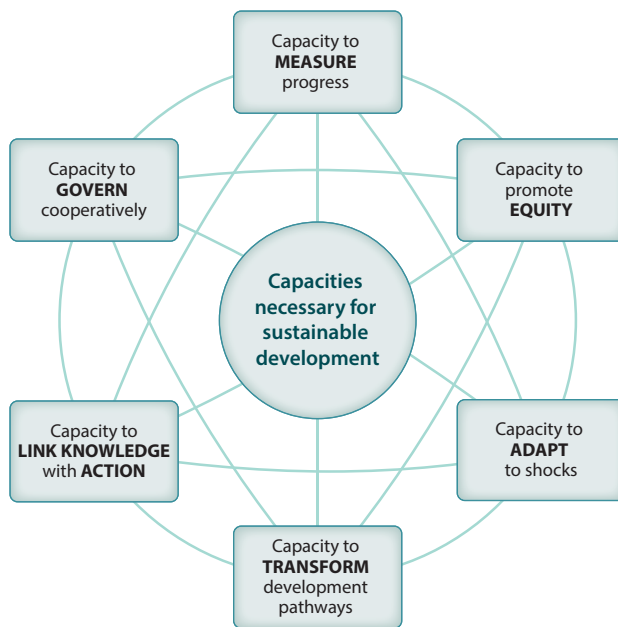 Capacity to
MEASURE
progress
Capacity to
GOVERN
cooperatively
Capacity to
promote
EQUITY
Capacities
necessary for
sustainable
development
Capacity to
LINK KNOWLEDGE
with ACTION
Capacity to
ADAPT
to shocks
Capacity to
TRANSFORM
development
pathways